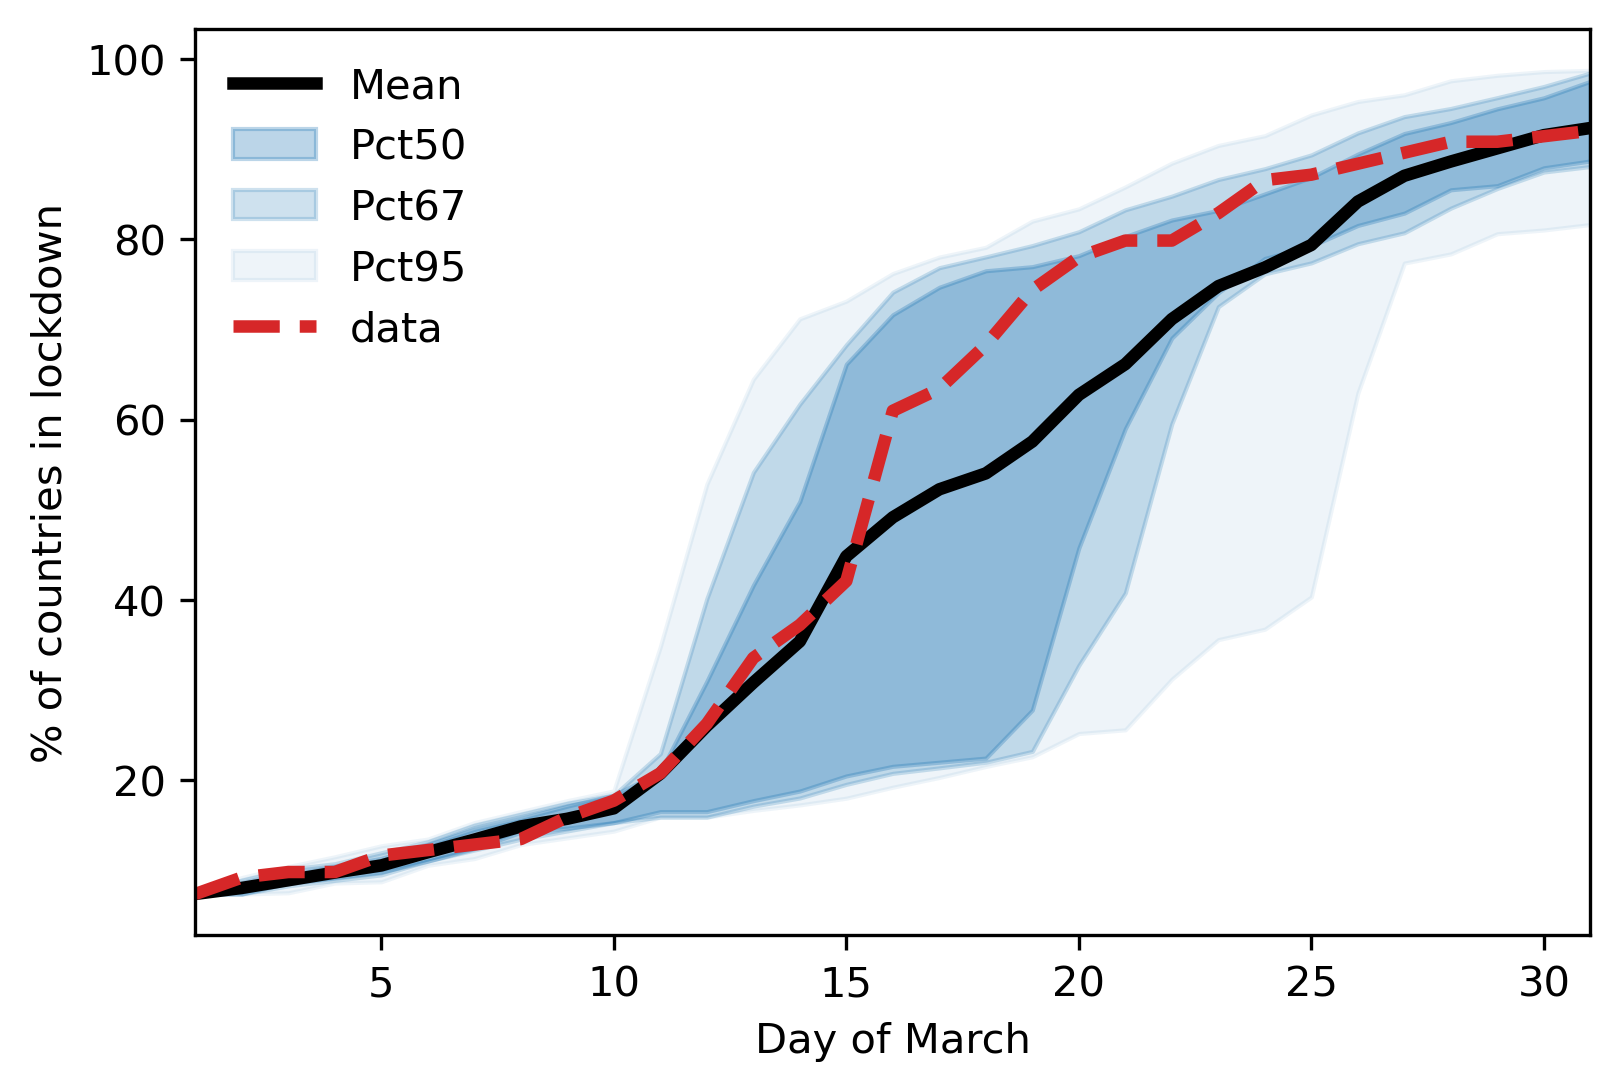 Mean
Pct50
Pct67
Pct95
data
100
80
60
40
20
% of countries in lockdown
5 10 15 20 25 30
Day of March